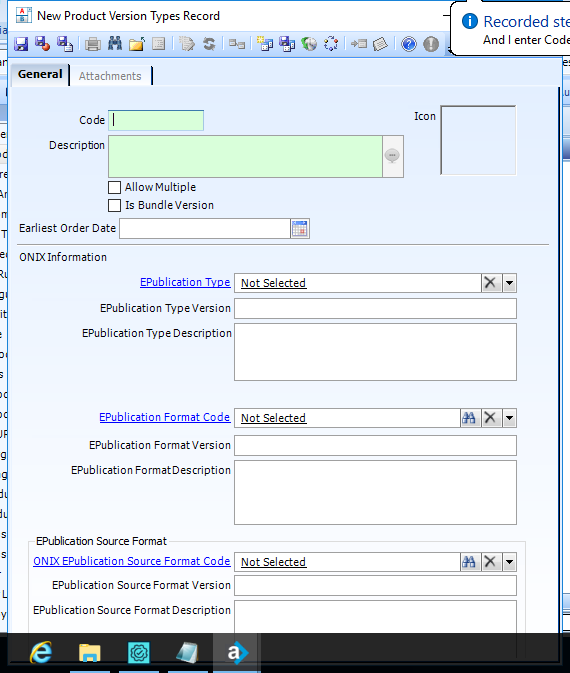 New Product Version Types Record
Recorded ste
And I enter Code
General
Attachments
Code
Icon
Description
Allow Multiple
Is Bundle Version
Earliest Order Date
ONIX Information
EPublication Type Not Selected
EPublication Type Version
EPublication Type Description
EPublication Format Code Not Selected
EPublication Format Version
EPublication Format Description
EPublication Source Format
ONIX EPublication Source Format Code Not Selected
EPublication Source Format Version
EPublication Source Format Description